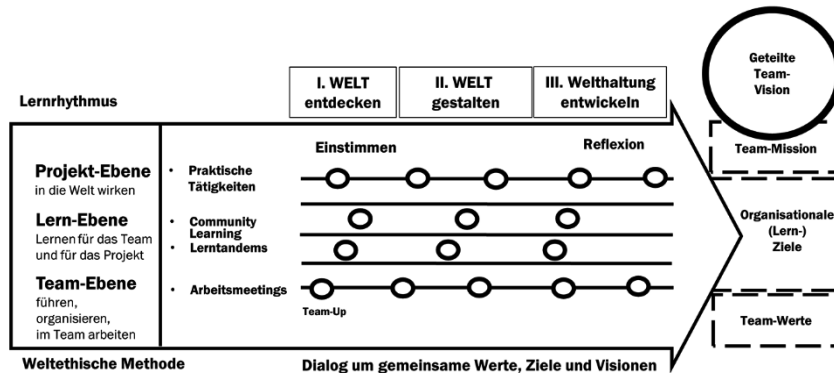 Lernrhythmus
I. WELT
entdecken
II. WELT
gestalten
III. Welthaltung
entwickeln
Geteilte
Team-
Vision
Projekt-Ebene
in die Welt wirken
Lern-Ebene
Lernen für das Team
und für das Projekt
Team-Ebene
führen,
organisieren,
im Team arbeiten
• Praktische
Tätigkeiten
• Community
Learning
• Lerntandems
• Arbeitsmeetings
Einstimmen
Reflexion
Team-Up
Team-Mission
Organisationale
(Lern-)
Ziele
Team-Werte
Weltethische Methode
Dialog um gemeinsame Werte, Ziele und Visionen